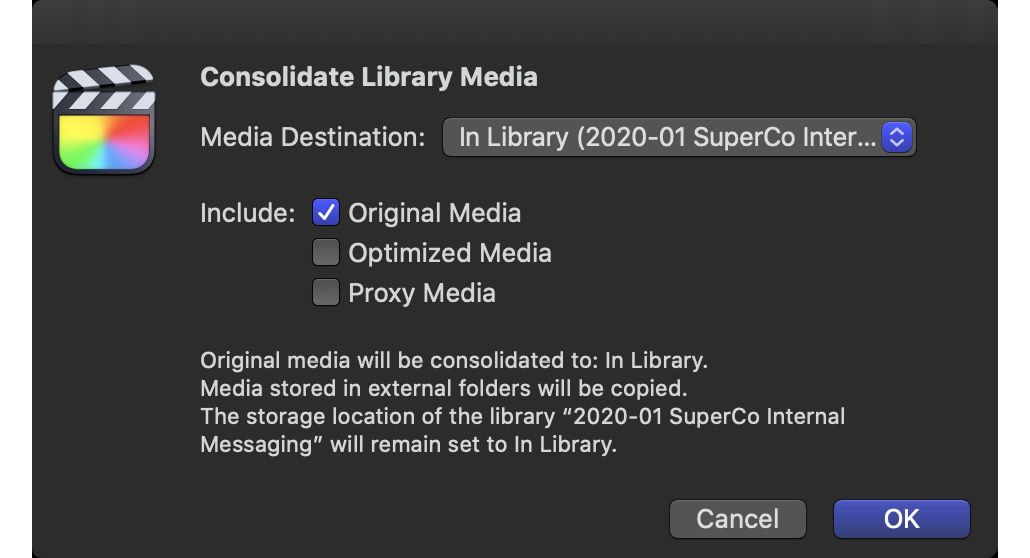 Consolidate Library Media
Media Destination: In Library (2020-01 SuperCo Inter...
Include: Original Media
Optimized Media
Proxy Media
Original media will be consolidated to: In Library.
Media stored in external folders will be copied.
The storage location of the library “2020-01 SuperCo Internal
Messaging” will remain set to In Library.
Cancel OK